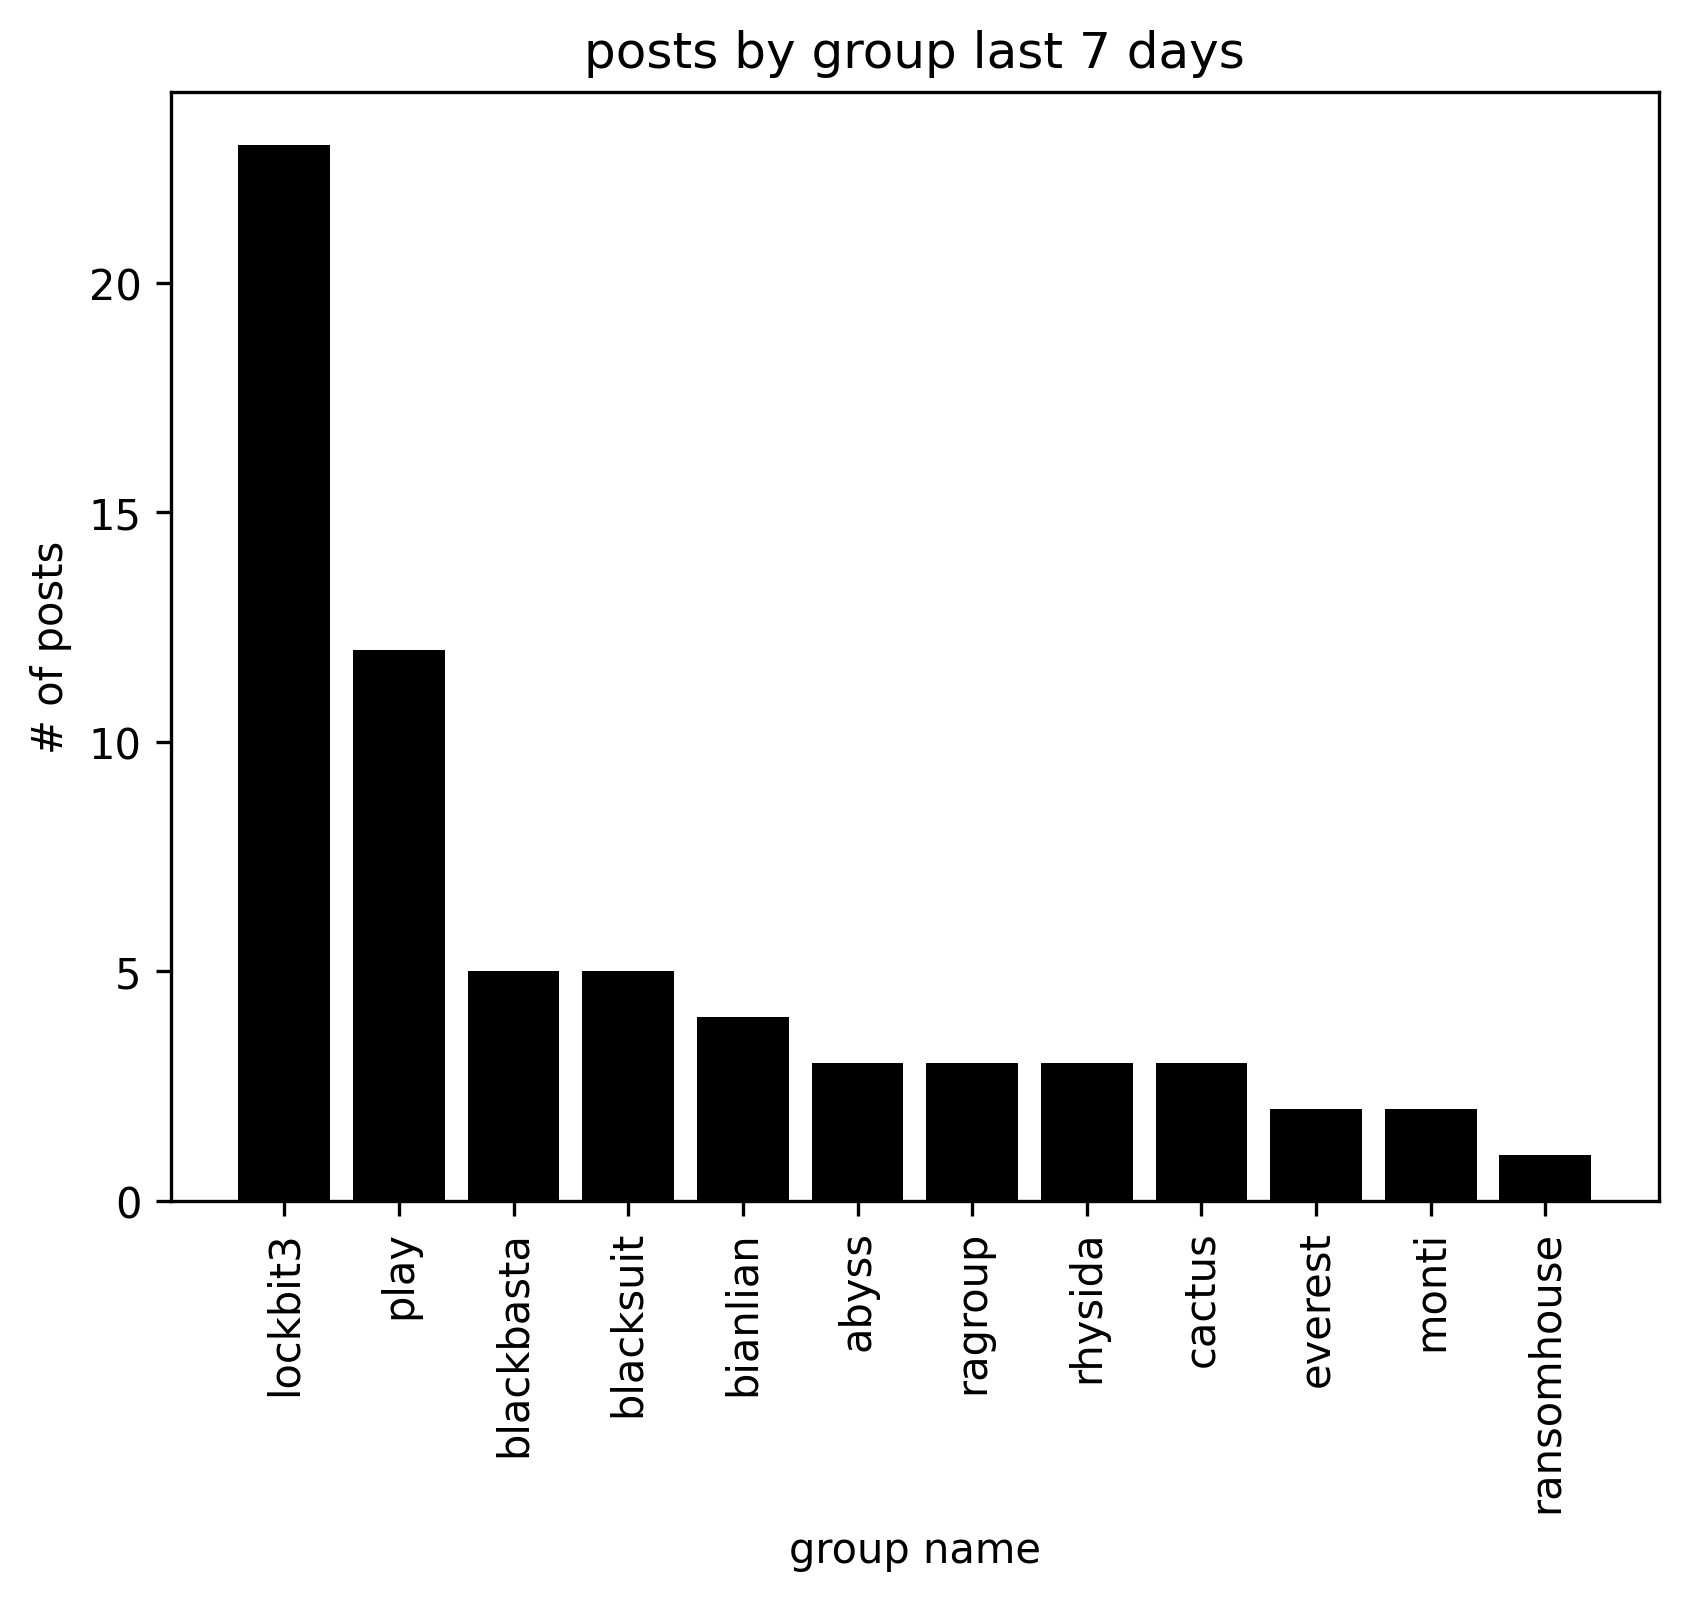 posts by group last 7 days
# of posts
20
15
10
5
0
lockbit3
play
blackbasta
blacksuit
bianlian
abyss
ragroup
rhysida
cactus
everest
monti
ransomhouse
group name